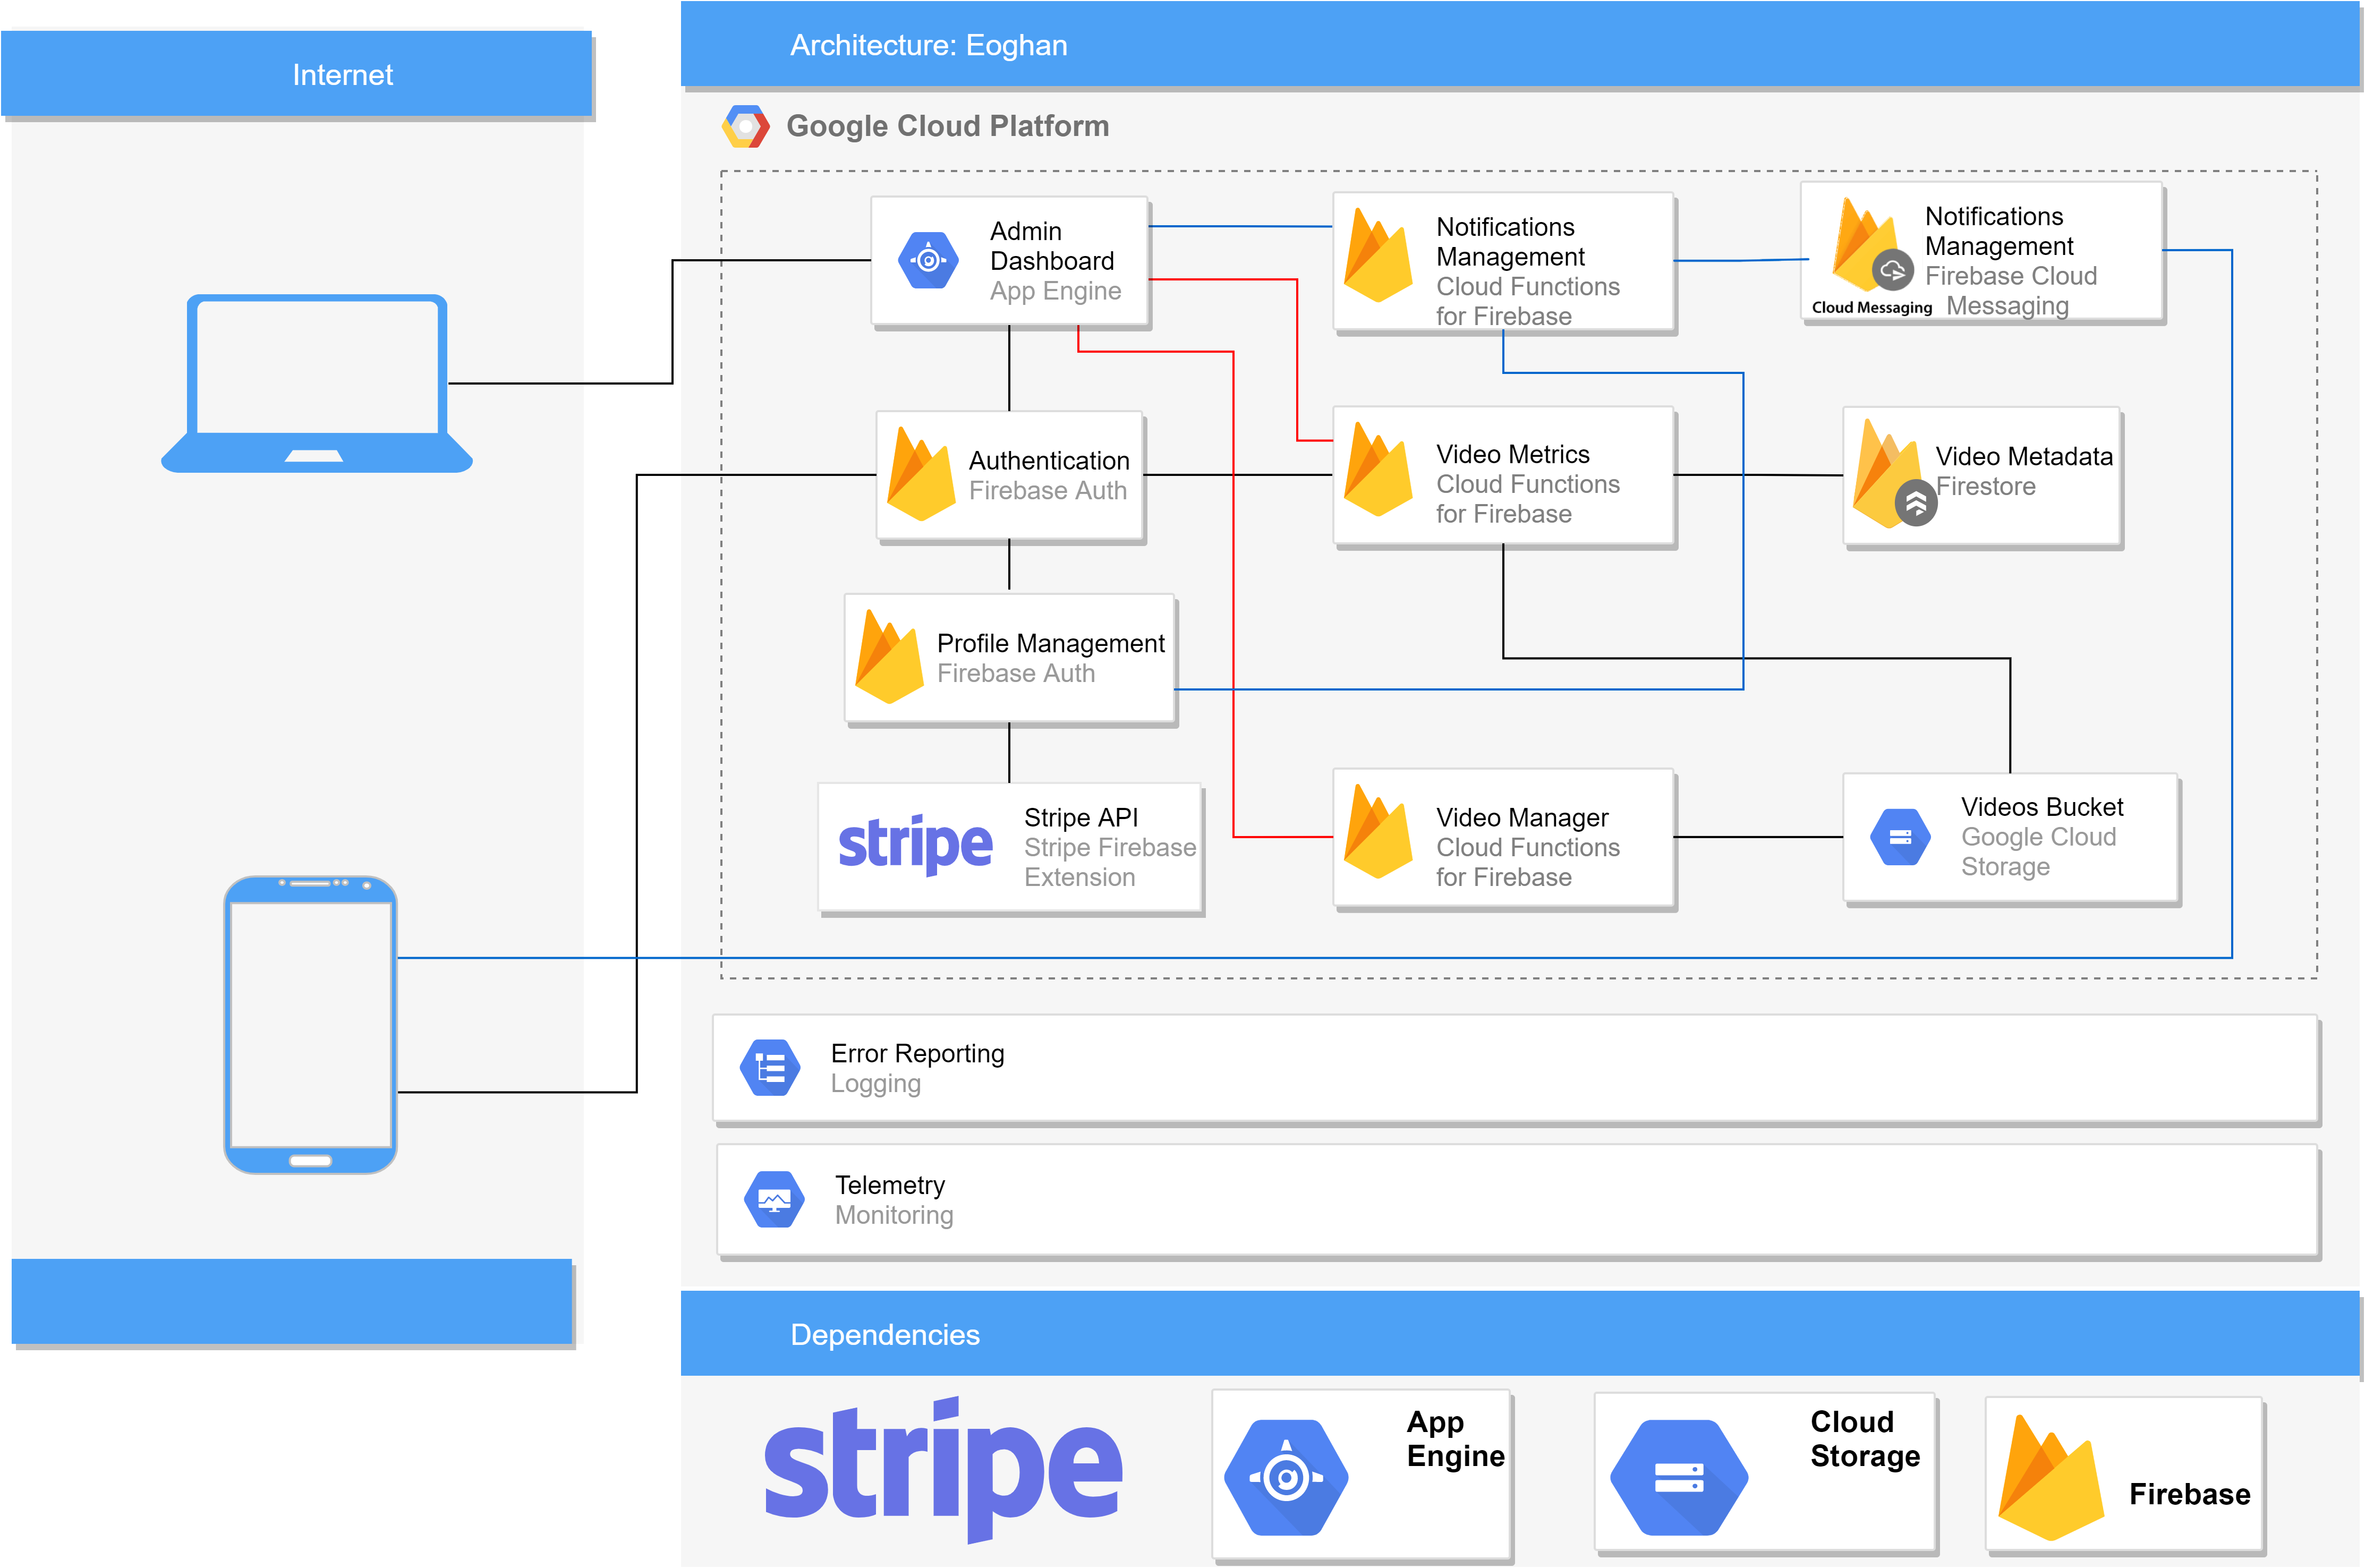 Internet
Architecture: Eoghan
Google Cloud Platform
Admin
Dashboard
App Engine
Notifications
Management
Cloud Functions
for Firebase
Notifications
Management
Firebase Cloud
Messaging
Cloud Messaging
Authentication
Firebase Auth
Video Metrics
Cloud Functions
for Firebase
Video Metadata
Firestore
Profile Management
Firebase Auth
stripe
Stripe API
Stripe Firebase
Extension
Video Manager
Cloud Functions
for Firebase
Videos Bucket
Google Cloud
Storage
Error Reporting
Logging
Telemetry
Monitoring
Dependencies
stripe
App
Engine
Cloud
Storage
Firebase